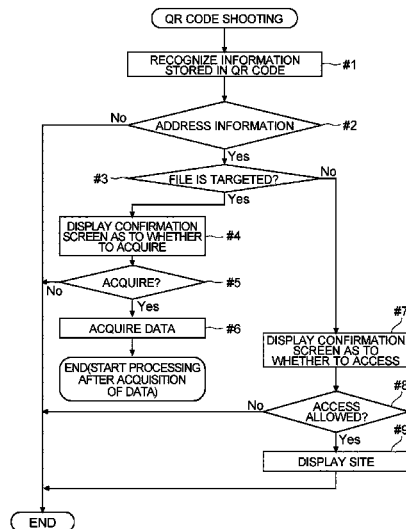 QR CODE SHOOTING
RECOGNIZE INFORMATION
STORED IN QR CODE
#1
No
ADDRESS INFORMATION
#2
Yes
#3
FILE IS TARGETED?
No
Yes
DISPLAY CONFIRMATION
SCREEN AS TO WHETHER
TO ACQUIRE
#4
ACQUIRE?
#5
No
Yes
ACQUIRE DATA
#6
#7
DISPLAY CONFIRMATION
SCREEN AS TO
WHETHER TO ACCESS
END(START PROCESSING
AFTER ACQUISITION
OF DATA)
#8
No
ACCESS
ALLOWED?
Yes
#9
DISPLAY SITE
END